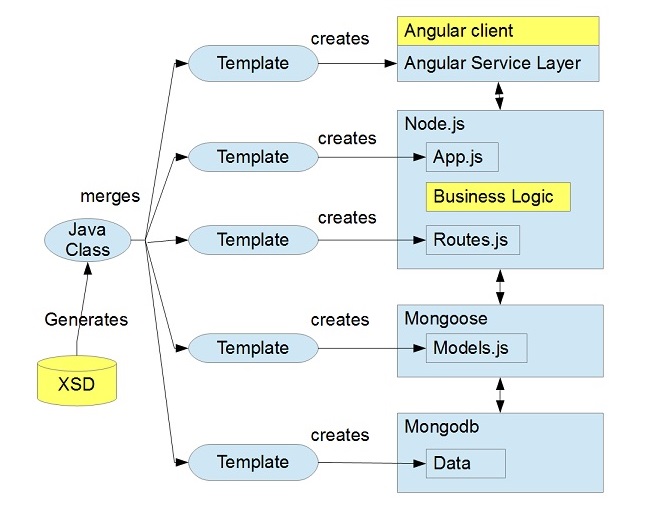 creates
Angular client
Template
Angular Service Layer
Node.js
creates
Template
App.js
merges
Business Logic
creates
Java
Class
Template
Routes.js
Generates
creates
Mongoose
Template
Models.js
XSD
creates
Mongodb
Template
Data